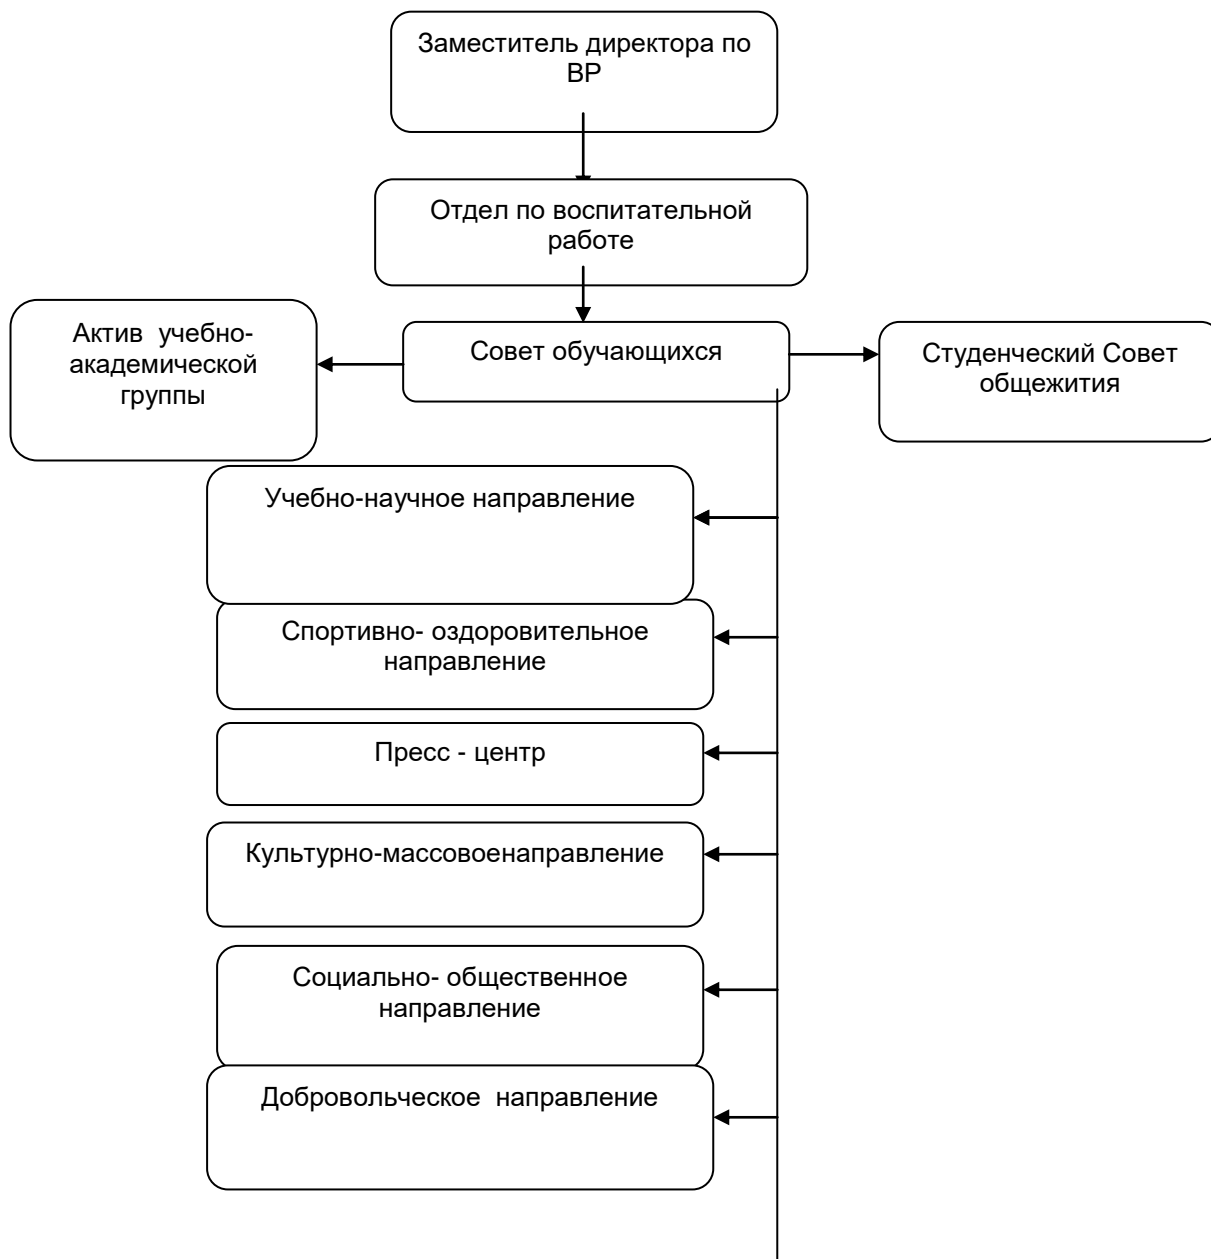 Заместитель директора по
ВР
Отдел по воспитательной
работе
Актив  учебно-
академической
группы
Совет обучающихся
Студенческий Совет
общежития
Учебно-научное направление
Спортивно- оздоровительное
направление
Пресс - центр
Культурно-массовоенаправление
Социально- общественное
направление
Добровольческое  направление